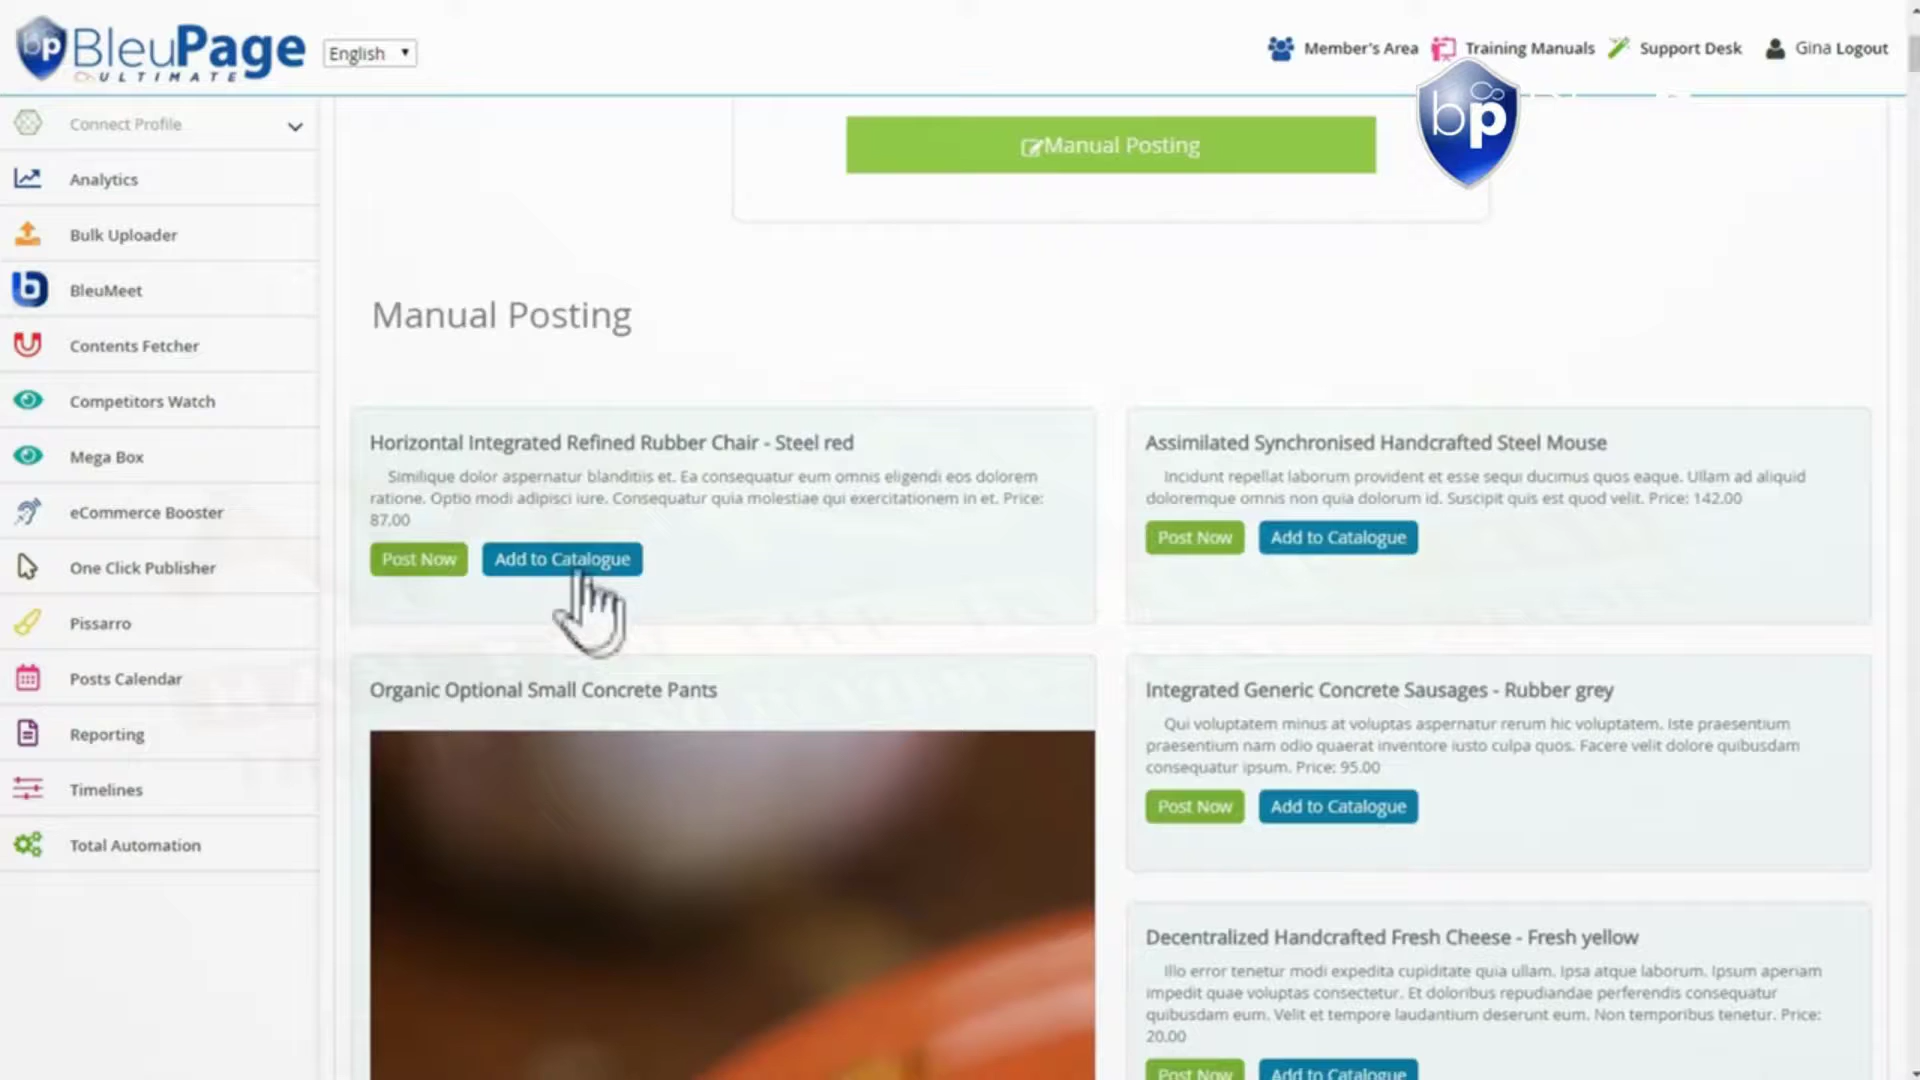 bp BleuPage
ULTIMATE
English
Member's Area
Training Manuals
Support Desk
Gina Logout
bp
Connect Profile
Analytics
Bulk Uploader
BleuMeet
Contents Fetcher
Competitors Watch
Mega Box
eCommerce Booster
One Click Publisher
Pissarro
Posts Calendar
Reporting
Timelines
Total Automation
Manual Posting
Manual Posting
Horizontal Integrated Refined Rubber Chair - Steel red
Similique dolor aspernatur blanditiis et. Ea consequatur eum omnis eligendi eos dolorem
ratione. Optio modi adipisci iure. Consequatur quia molestiae qui exercitationem in et. Price:
87.00
Post Now
Add to Catalogue
Assimilated Synchronised Handcrafted Steel Mouse
Incidunt repellat laborum provident et esse sequi ducimus quos eaque. Ullam ad aliquid
doloremque omnis non quia dolorum id. Suscipit quis est quod velit. Price: 142.00
Post Now
Add to Catalogue
Organic Optional Small Concrete Pants
Integrated Generic Concrete Sausages - Rubber grey
Qui voluptatem minus at voluptas aspernatur rerum hic voluptatem. Iste praesentium
praesentium nam odio quaerat inventore iusto culpa quos. Facere velit dolore quibusdam
consequatur ipsum. Price: 95.00
Post Now
Add to Catalogue
Decentralized Handcrafted Fresh Cheese - Fresh yellow
Illo error tenetur modi expedita cupiditate quia ullam. Ipsa atque laborum. Ipsum aperiam
impedit quae voluptas consectetur. Et doloribus repudiandae perferendis consequatur
quibusdam eum. Velit et tempore laudantium deserunt eum. Non temporibus tenetur. Price:
20.00
Post Now
Add to Catalogue